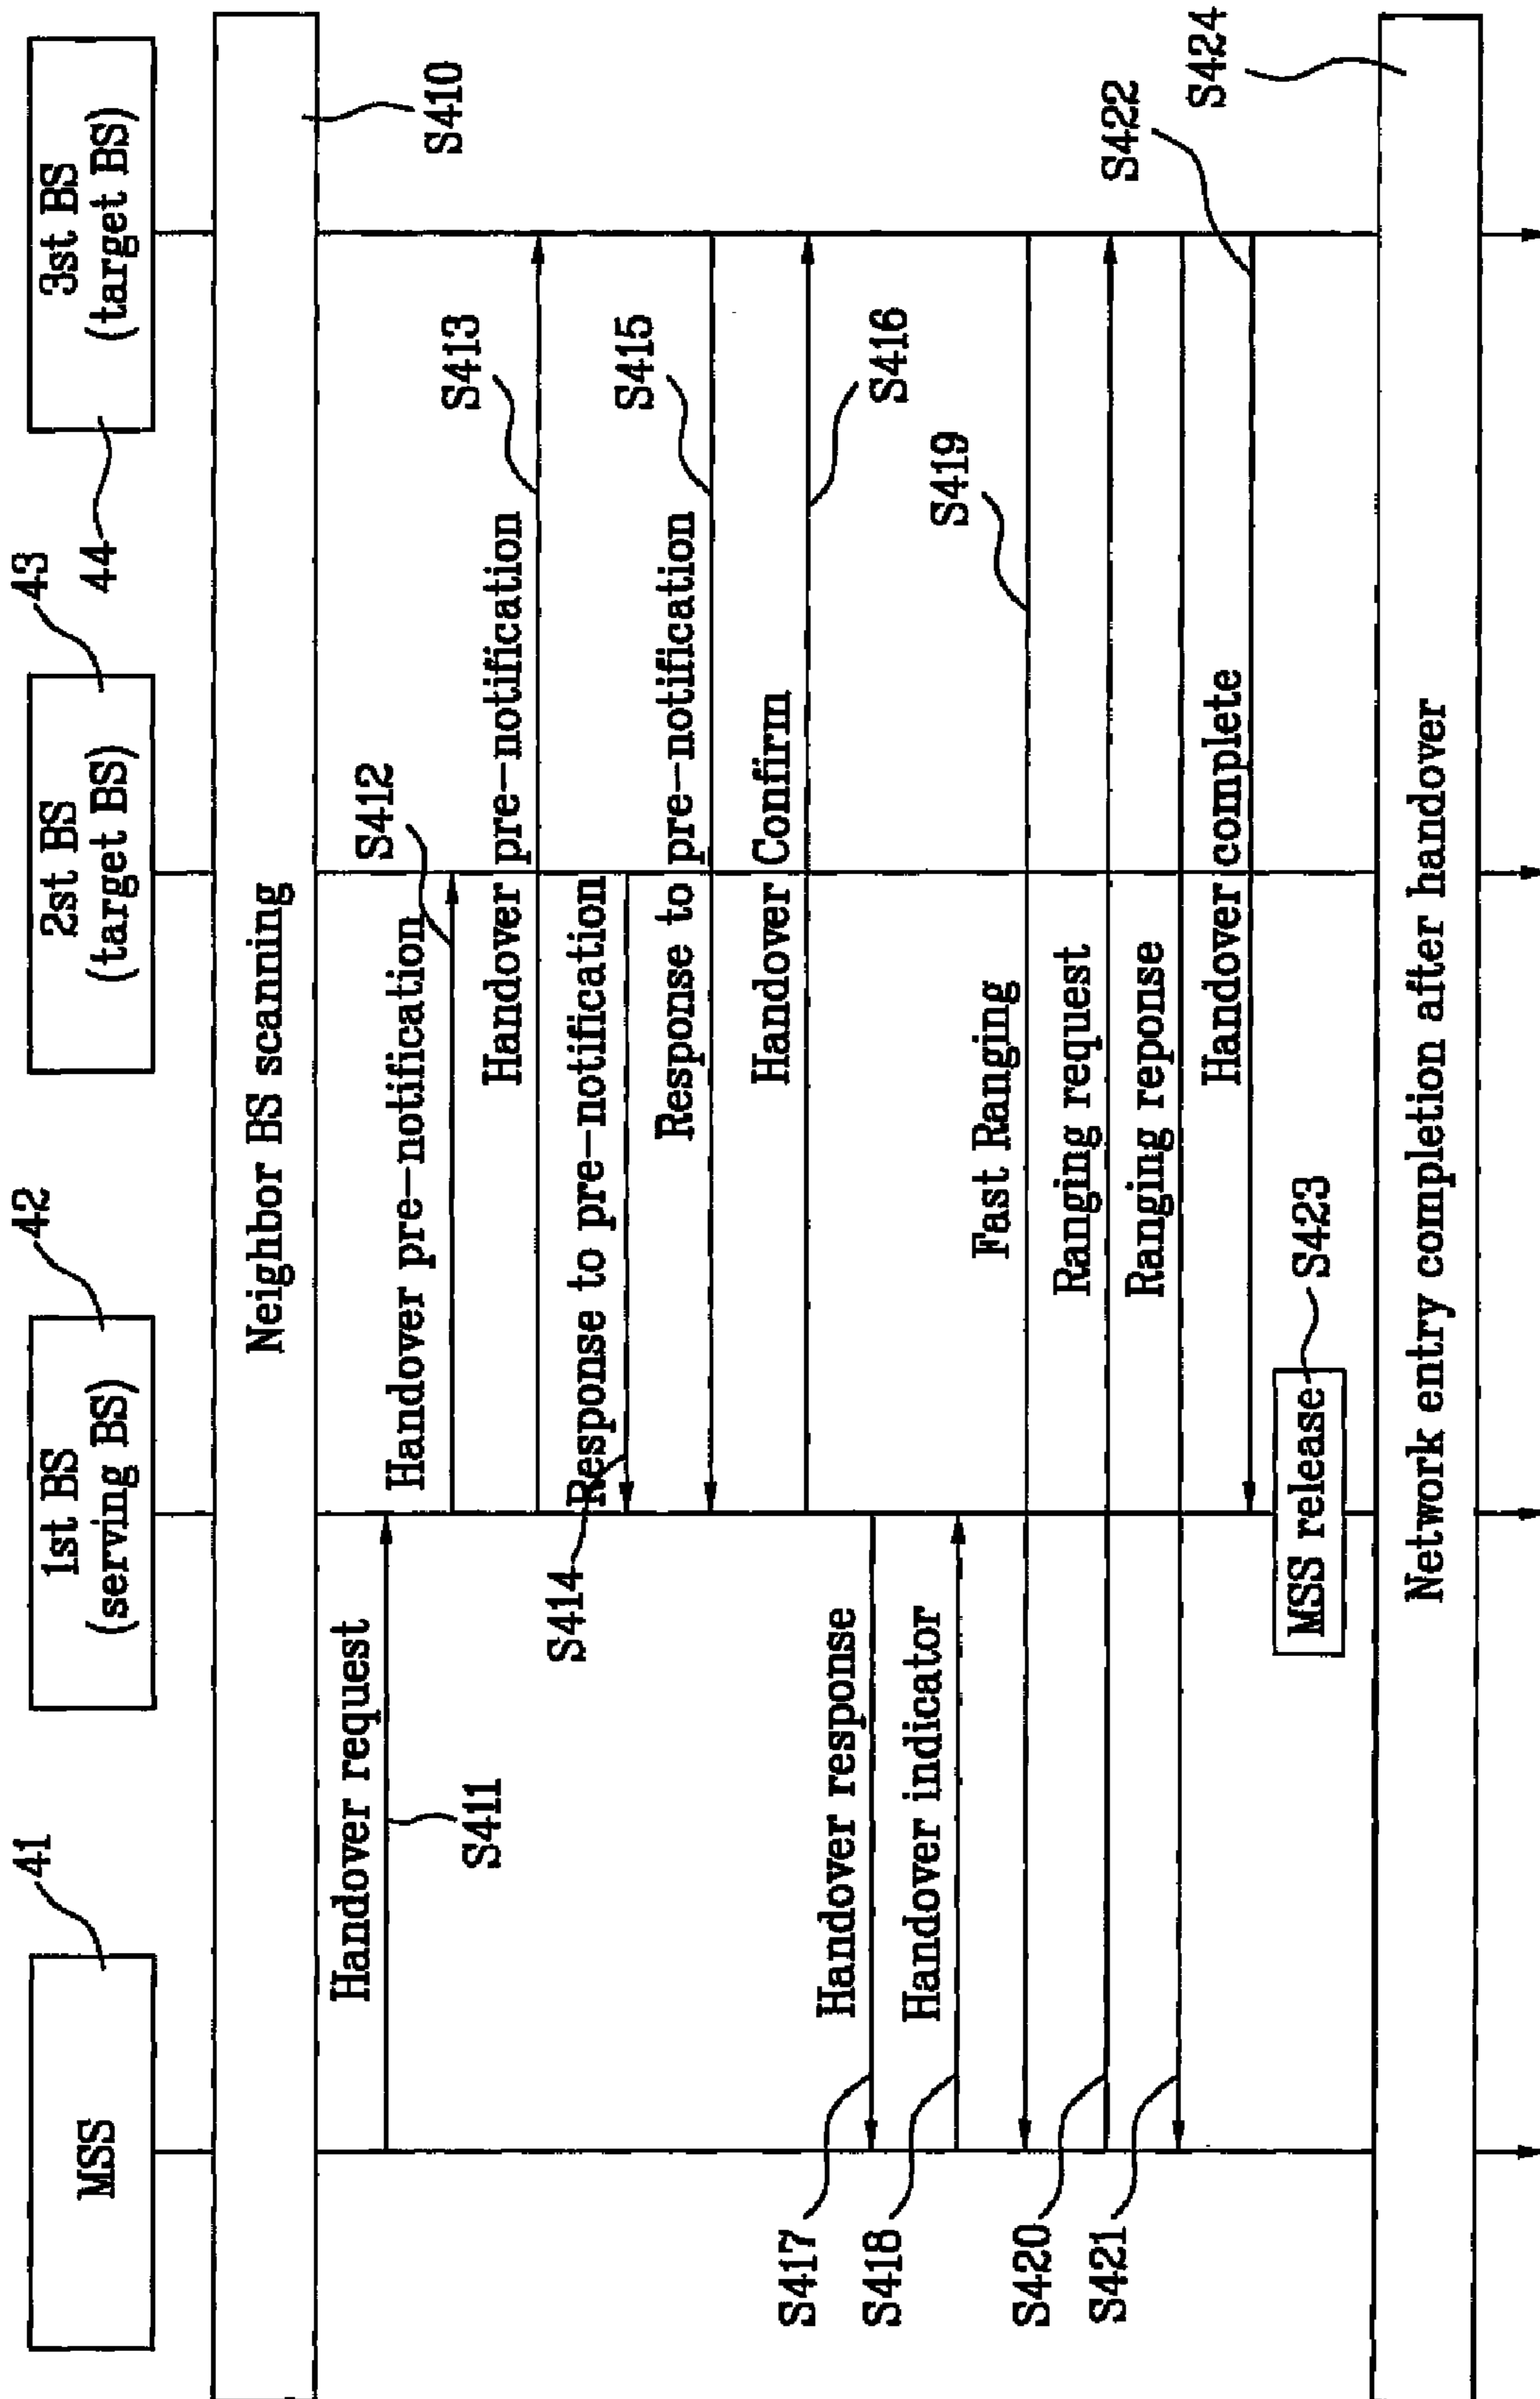 MSS
41
1st BS
(serving BS)
42
2st BS
(target BS)
43
3st BS
(target BS)
44
Neighbor BS scanning
S410
Handover request
S411
Handover pre-notification
S412
Handover pre-notification
S413
Response to pre-notification
S414
Response to pre-notification
S415
Handover Confirm
S416
Handover response
S417
Handover indicator
S418
Fast Ranging
S419
Ranging request
S420
Ranging reponse
S421
Handover complete
S422
MSS release
S423
Network entry completion after handover
S424